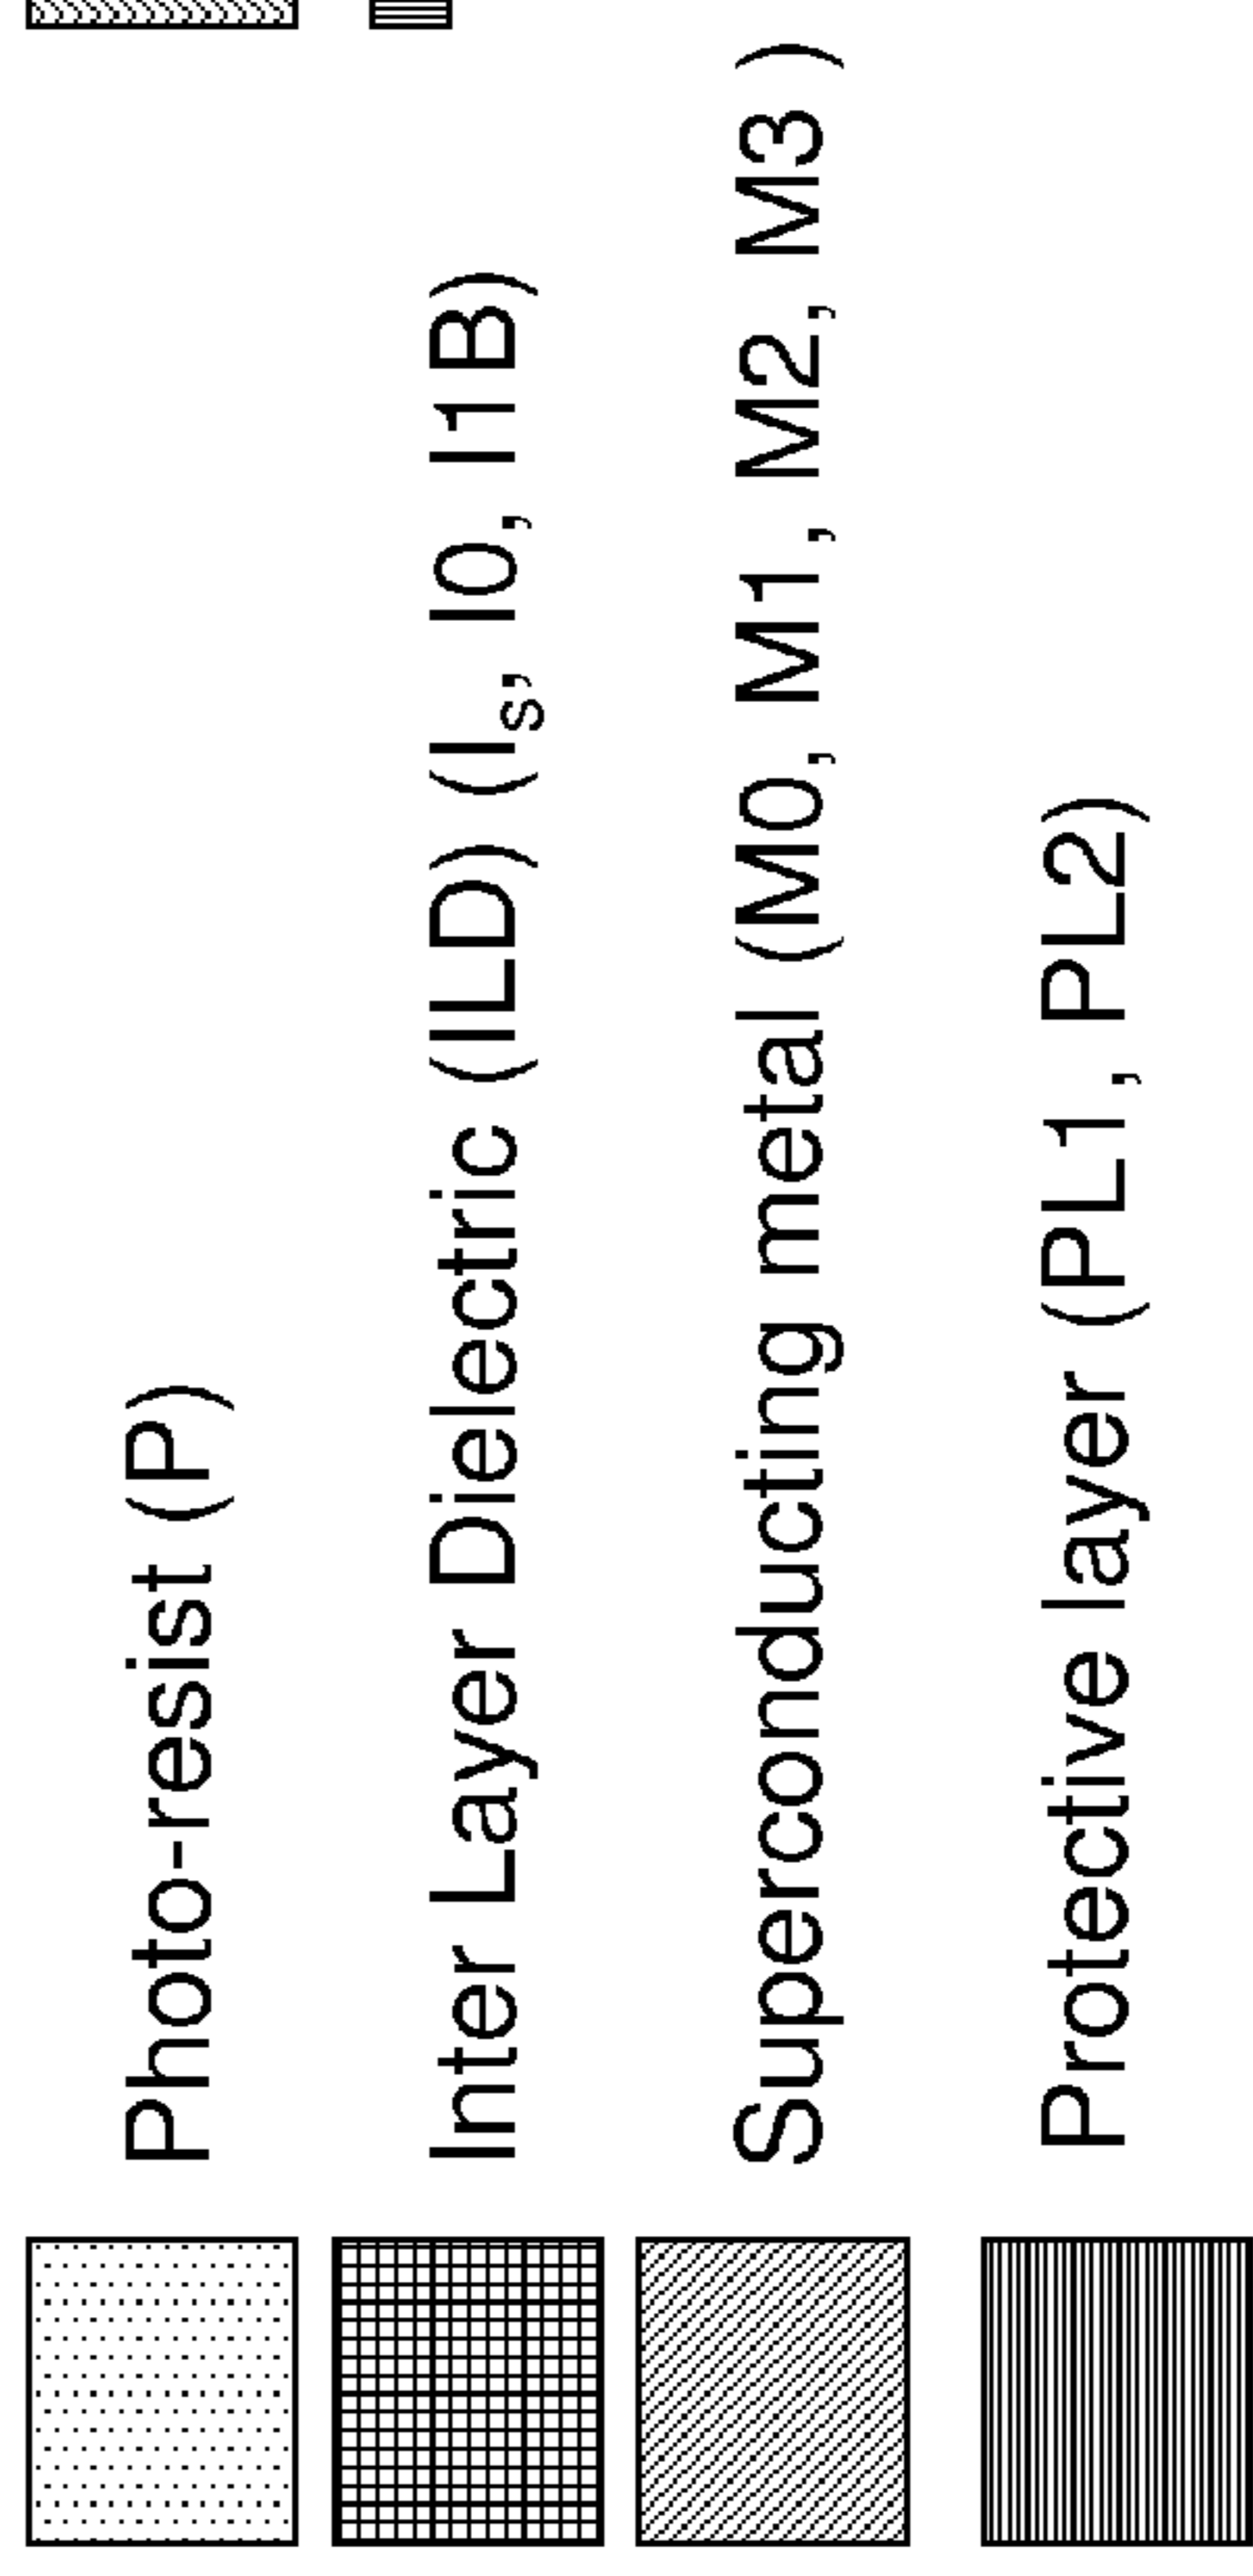 Photo-resist (P)
Inter Layer Dielectric (ILD) (Is, I0, I1B)
Superconducting metal (M0, M1, M2, M3 )
Protective layer (PL1, PL2)